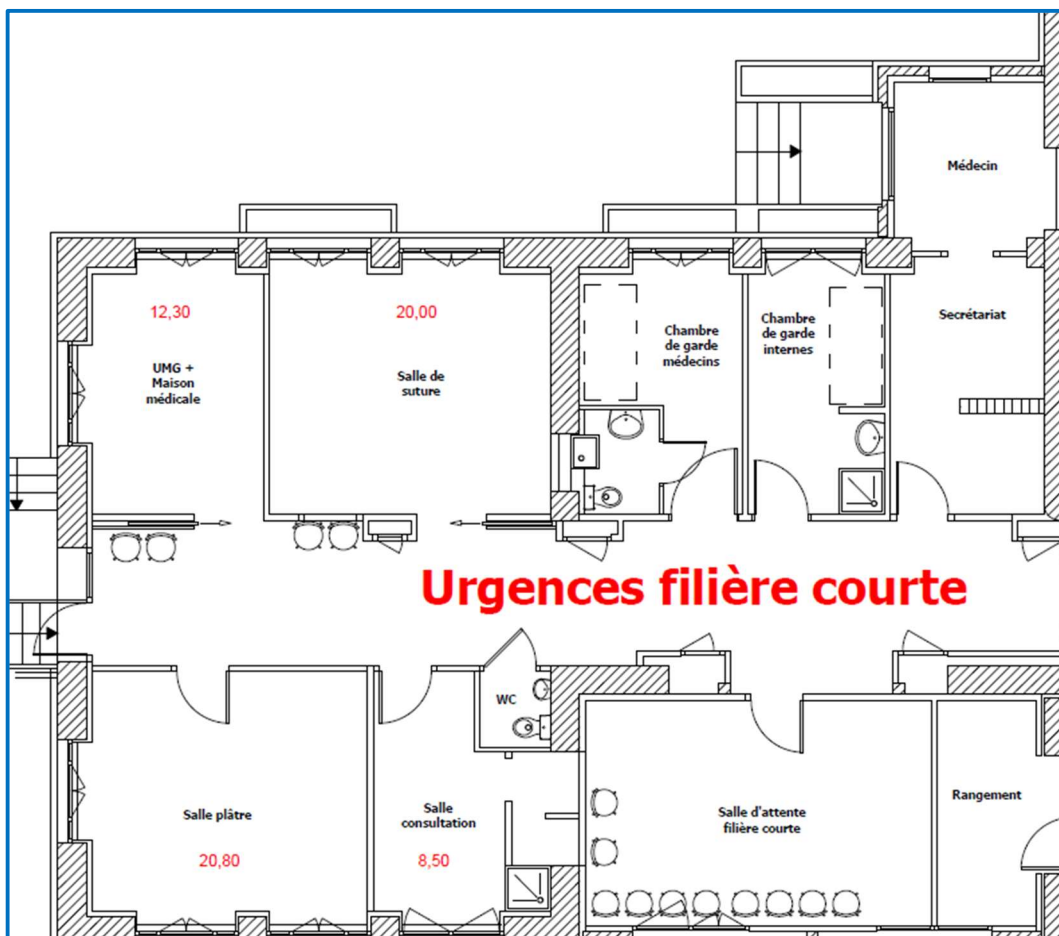 Médecin
12,30
20,00
Chambre
de garde
médecins
Chambre
de garde
internes
Secrétariat
UMG +
Maison
médicale
Salle de
suture
Urgences filière courte
WC
Salle plâtre
20,80
Salle
consultation
8,50
Salle d'attente
filière courte
Rangement